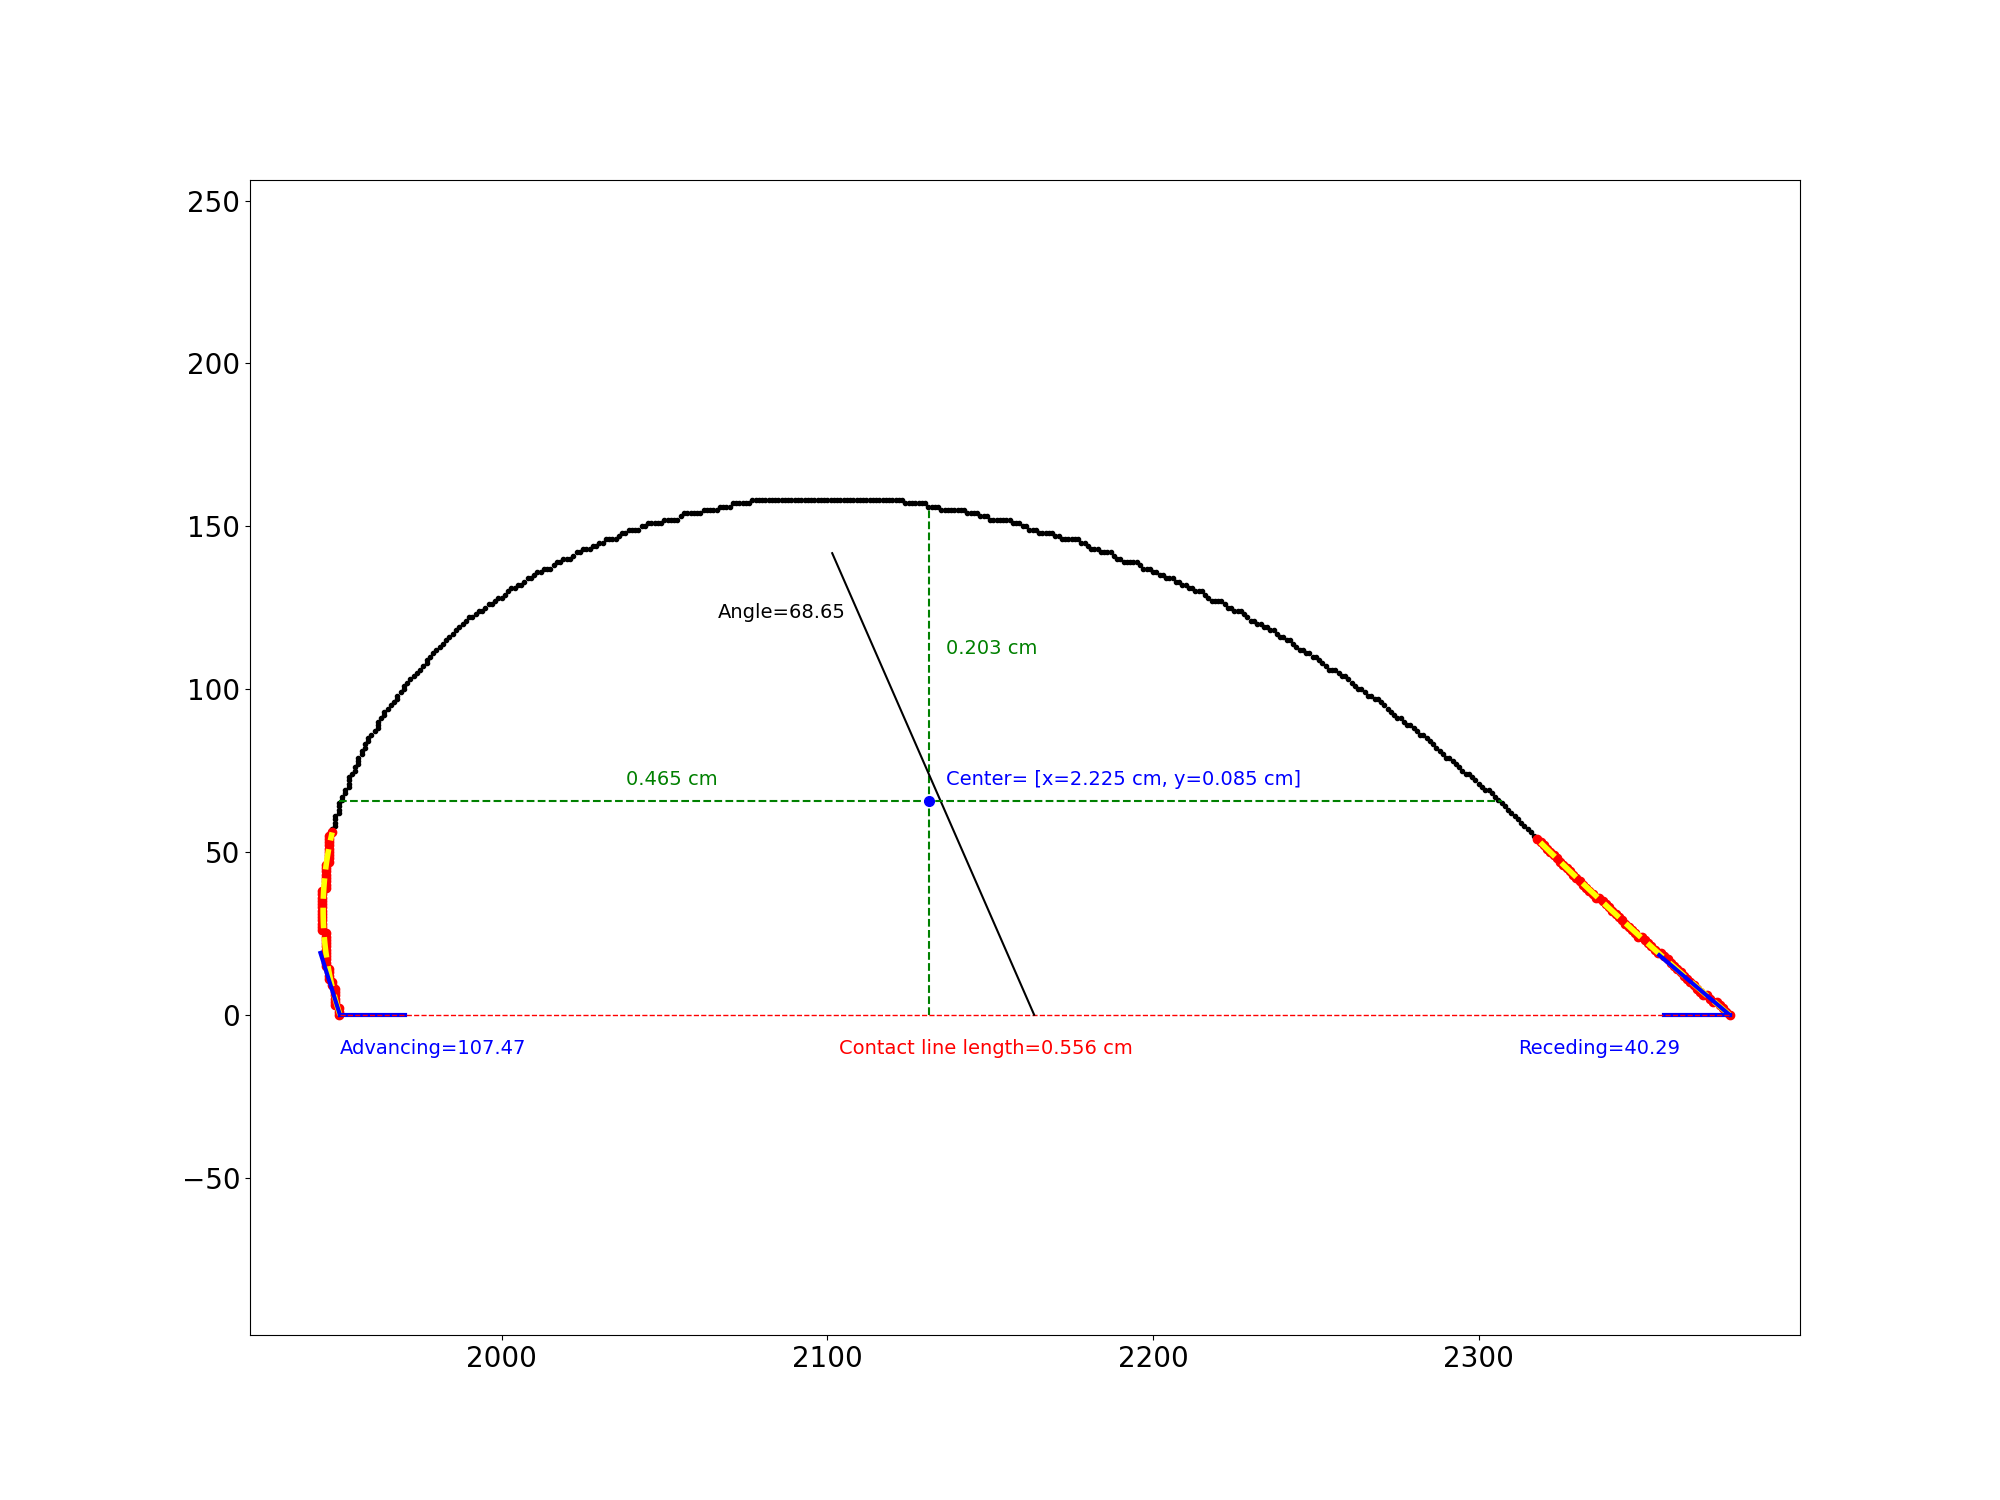 250
200
150
Angle=68.65
0.203 cm
100
0.465 cm
Center= [x=2.225 cm, y=0.085 cm]
50
0
Advancing=107.47
Contact line length=0.556 cm
Receding=40.29
−50
2000
2100
2200
2300